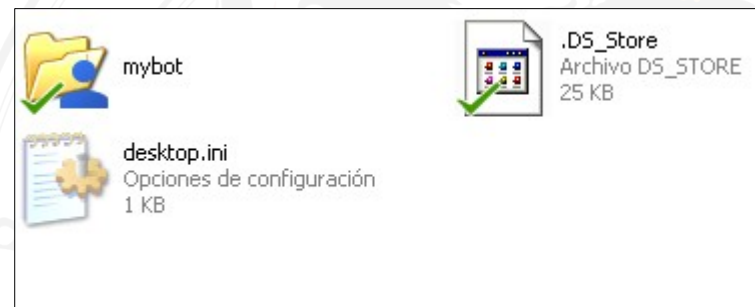 mybot
.DS_Store
Archivo DS_STORE
25 KB
desktop.ini
Opciones de configuración
1 KB